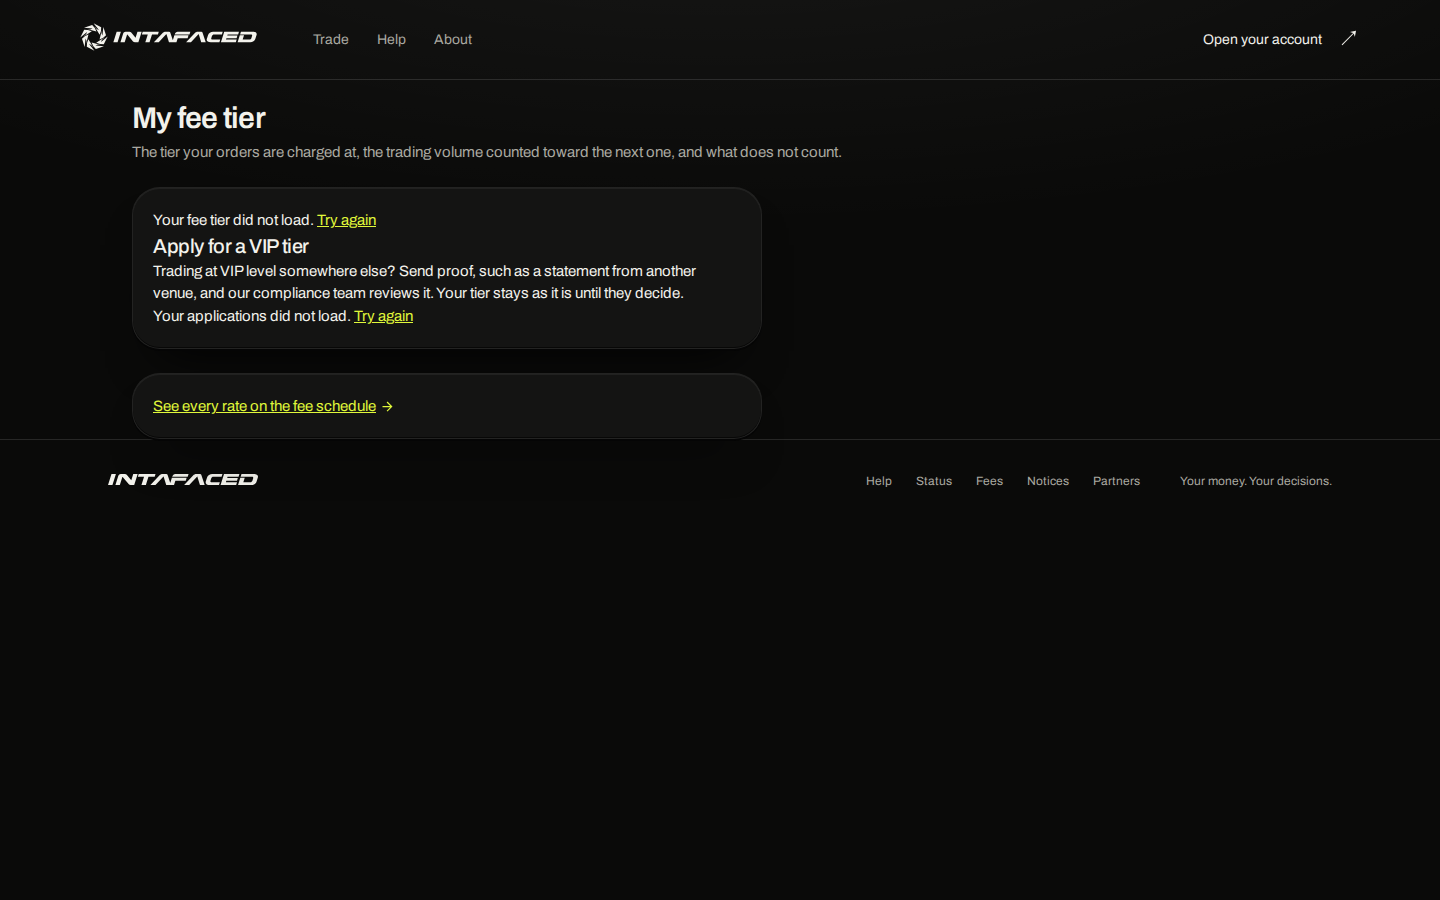 INTAFACED
Trade
Help
About
Open your account
My fee tier
The tier your orders are charged at, the trading volume counted toward the next one, and what does not count.
Your fee tier did not load. Try again
Apply for a VIP tier
Trading at VIP level somewhere else? Send proof, such as a statement from another
venue, and our compliance team reviews it. Your tier stays as it is until they decide.
Your applications did not load. Try again
See every rate on the fee schedule →
INTAFACED
Help
Status
Fees
Notices
Partners
Your money. Your decisions.